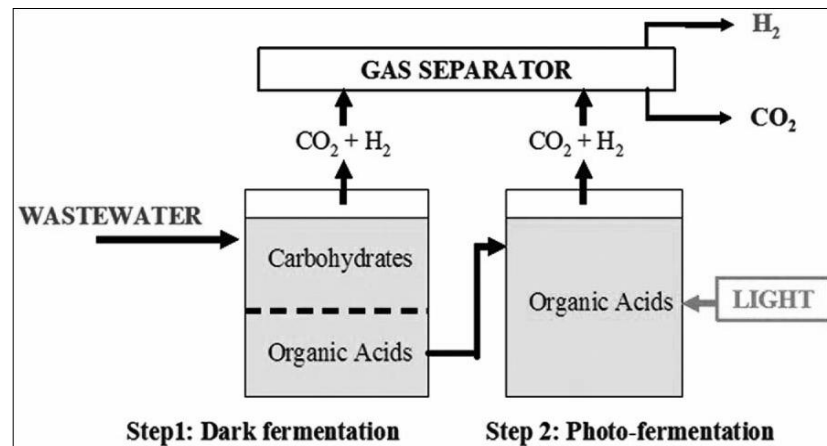 H₂
GAS SEPARATOR
CO₂
CO₂ + H₂
CO₂ + H₂
WASTEWATER
Carbohydrates
Organic Acids
Organic Acids
LIGHT
Step1: Dark fermentation
Step 2: Photo-fermentation